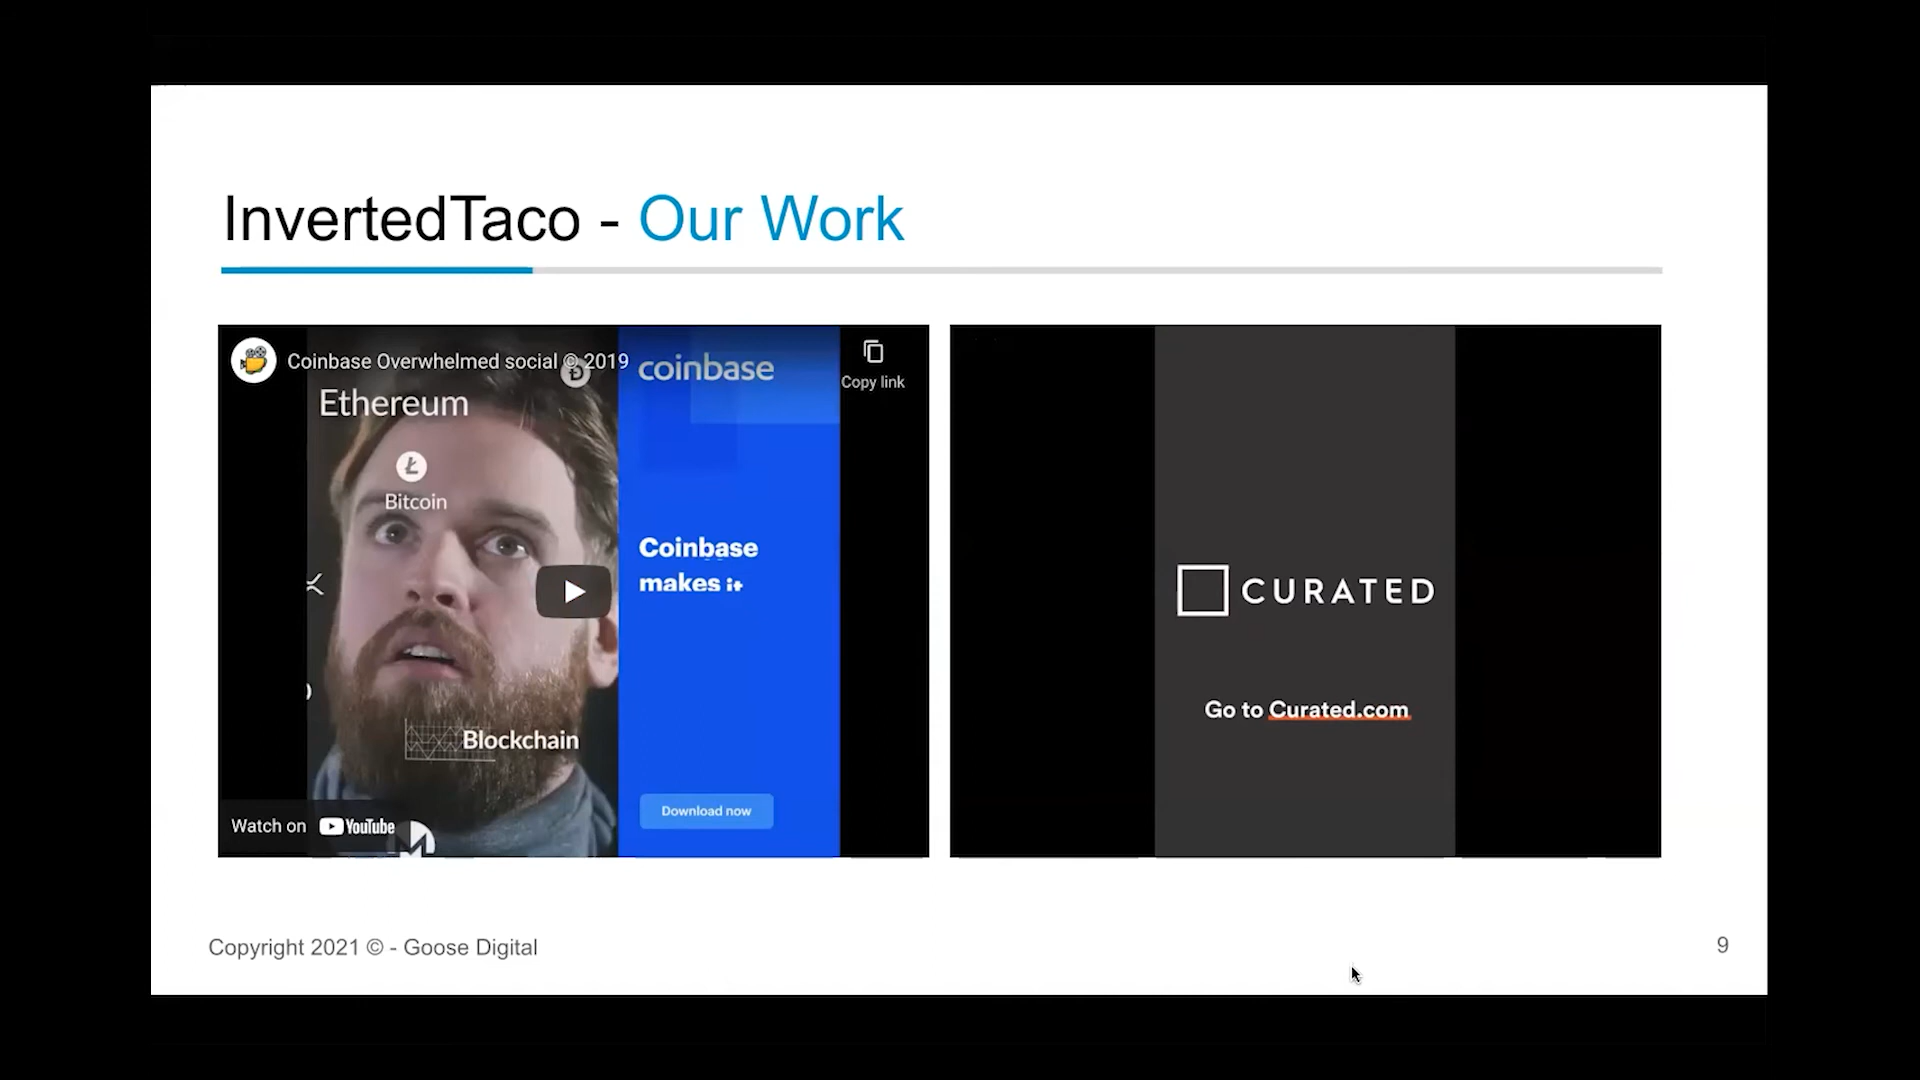 InvertedTaco - Our Work
Coinbase Overwhelmed social © 2019
Copy link
Ethereum
Bitcoin
Blockchain
Watch on YouTube
coinbase
Coinbase
makes it
Download now
CURATED
Go to Curated.com
Copyright 2021 © - Goose Digital
9